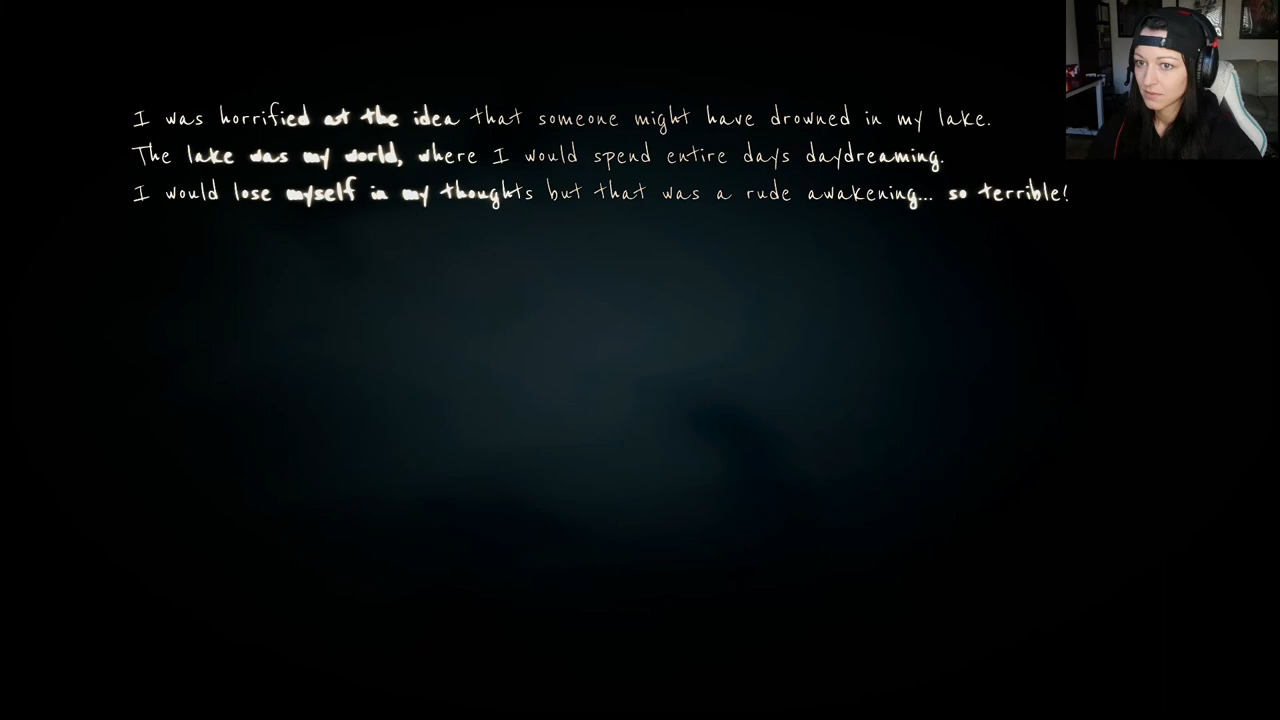 I was horrified at the idea that someone might have drowned in my lake.
The lake was my world, where I would spend entire days daydreaming.
I would lose myself in my thoughts but that was a rude awakening... so terrible!